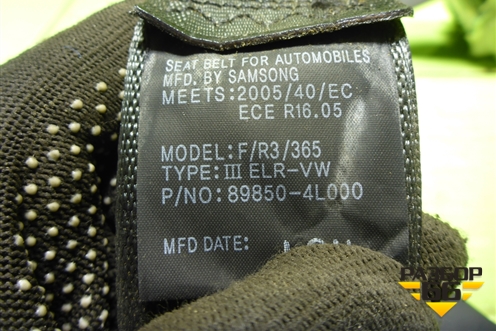 SEAT BELT FOR AUTOMOBILES
MFD. BY SAMSONG
MEETS:2005/40/EC
ECE R16.05
MODEL:F/R3/365
TYPE:III ELR-VW
P/NO:89850-4L000
MFD DATE:
РАЗБОР